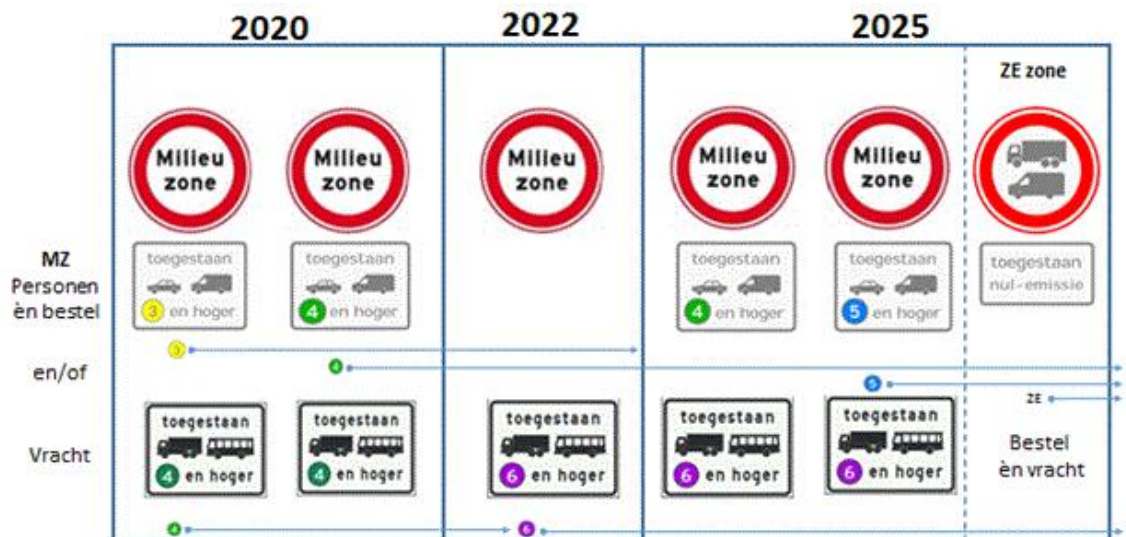 2020 2022 2025
ZE zone
Milieu zone
Milieu zone
Milieu zone
Milieu zone
Milieu zone
MZ
Personen
èn bestel
toegestaan
3 en hoger
toegestaan
4 en hoger
toegestaan
4 en hoger
toegestaan
5 en hoger
toegestaan
nul-emissie
3
4
en/of
5
ZE
Vracht
toegestaan
4 en hoger
toegestaan
4 en hoger
toegestaan
6 en hoger
toegestaan
6 en hoger
toegestaan
6 en hoger
Bestel
èn vracht
4
6